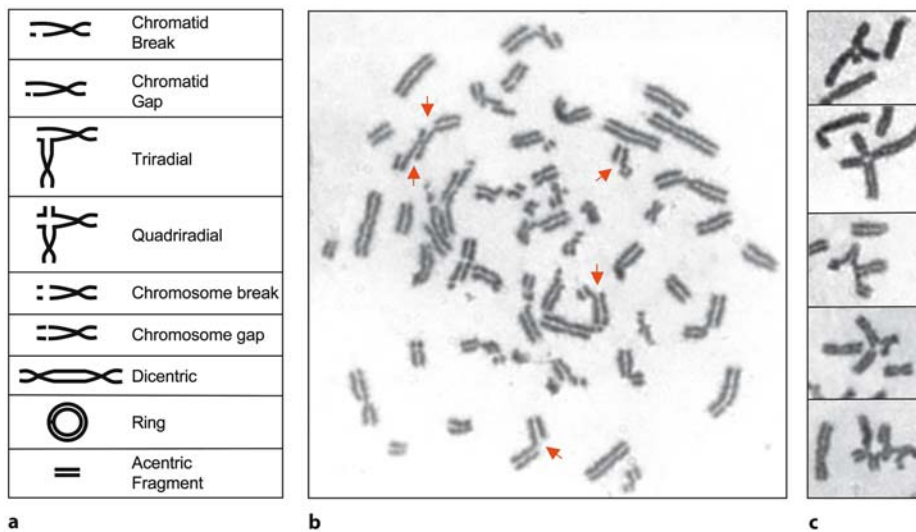 Chromatid
Break
Chromatid
Gap
Triradial
Quadriradial
Chromosome break
Chromosome gap
Dicentric
Ring
Acentric
Fragment
a
b
c